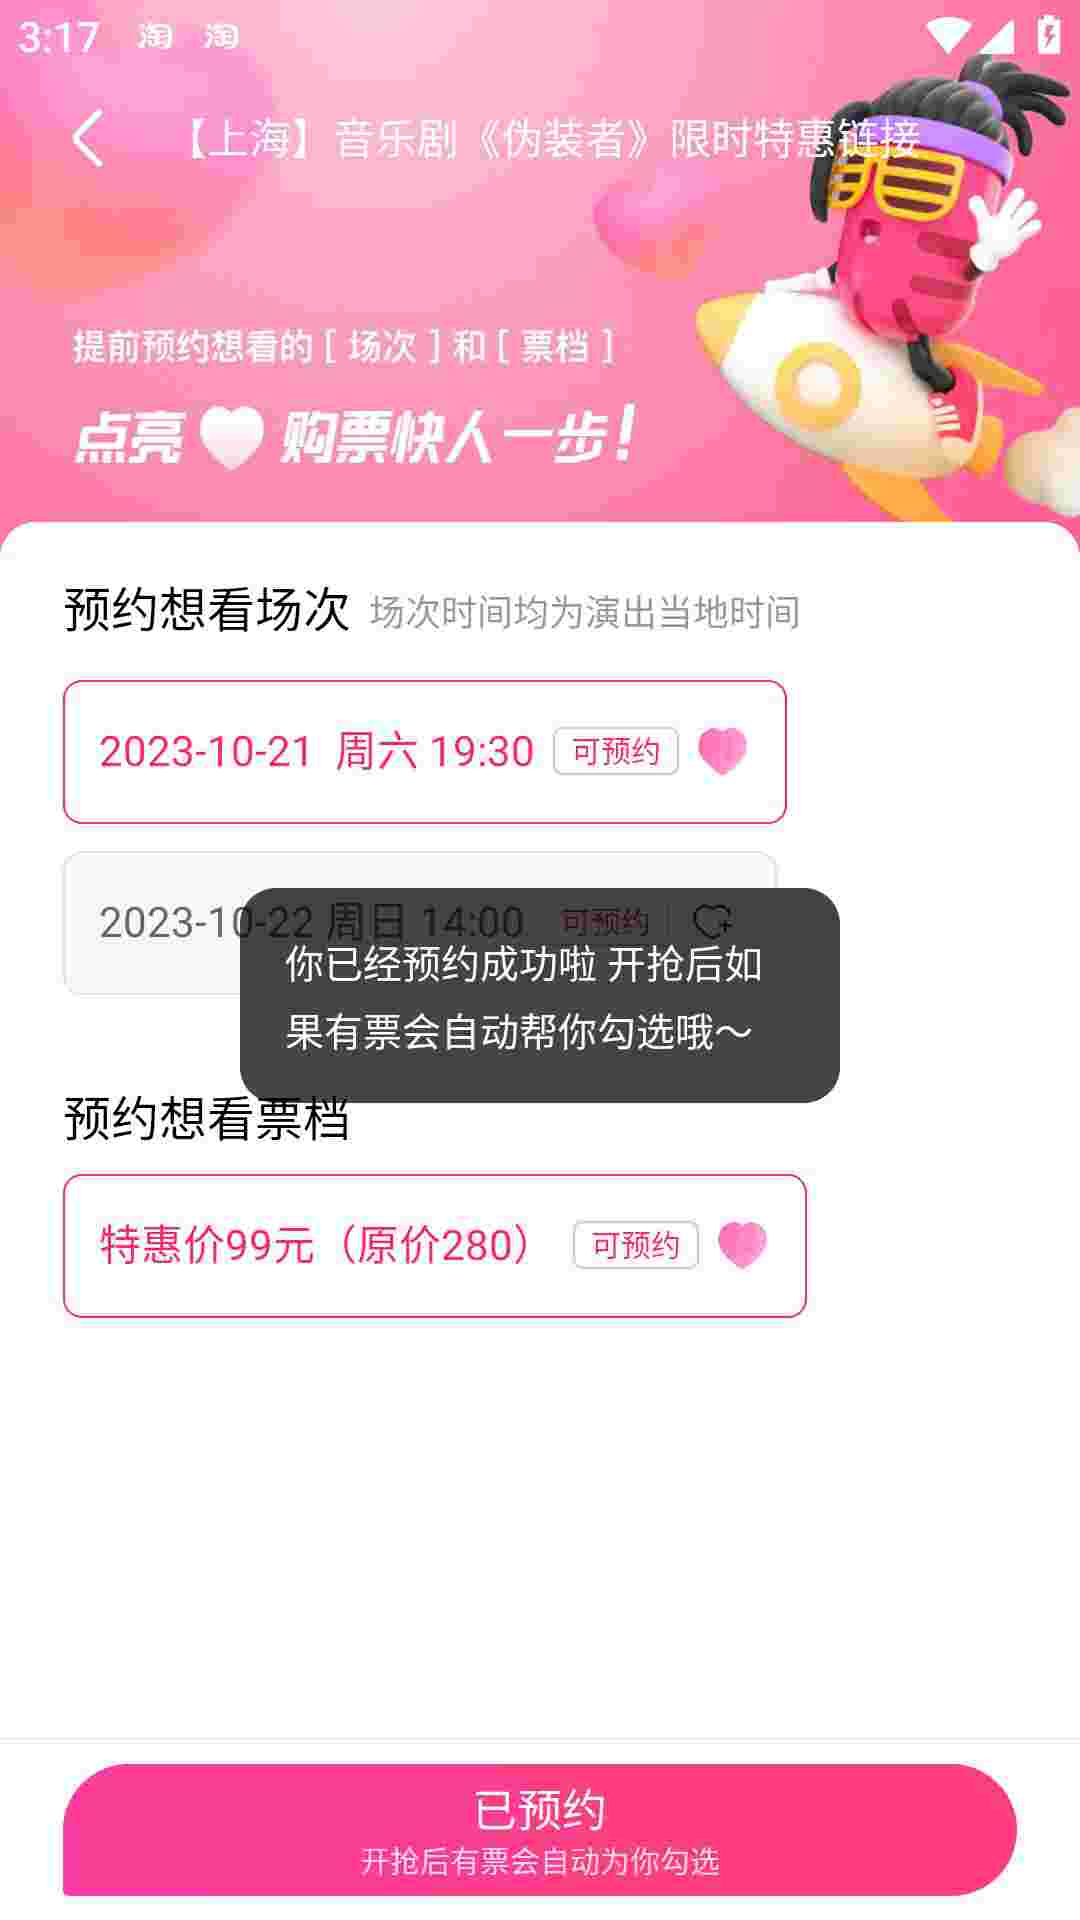 3:17 淘 淘
【上海】音乐剧《伪装者》限时特惠链接
提前预约想看的[ 场次 ]和[ 票档 ]
点亮 购票快人一步!
预约想看场次 场次时间均为演出当地时间
2023-10-21 周六 19:30 可预约
2023-10-22 周日 14:00 可预约
你已经预约成功啦 开抢后如
果有票会自动帮你勾选哦~
预约想看票档
特惠价99元（原价280） 可预约
已预约
开抢后有票会自动为你勾选